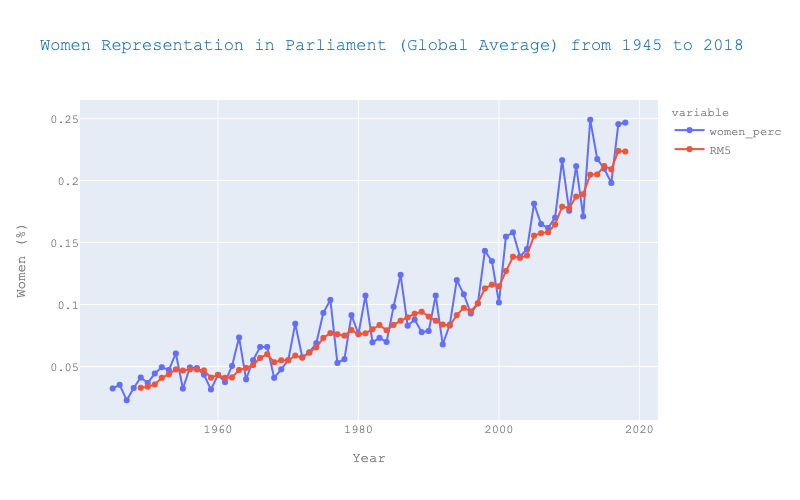 Women Representation in Parliament (Global Average) from 1945 to 2018
variable
women_perc
RM5
0.25
0.2
0.15
0.1
0.05
Women (%)
1960 1980 2000 2020
Year